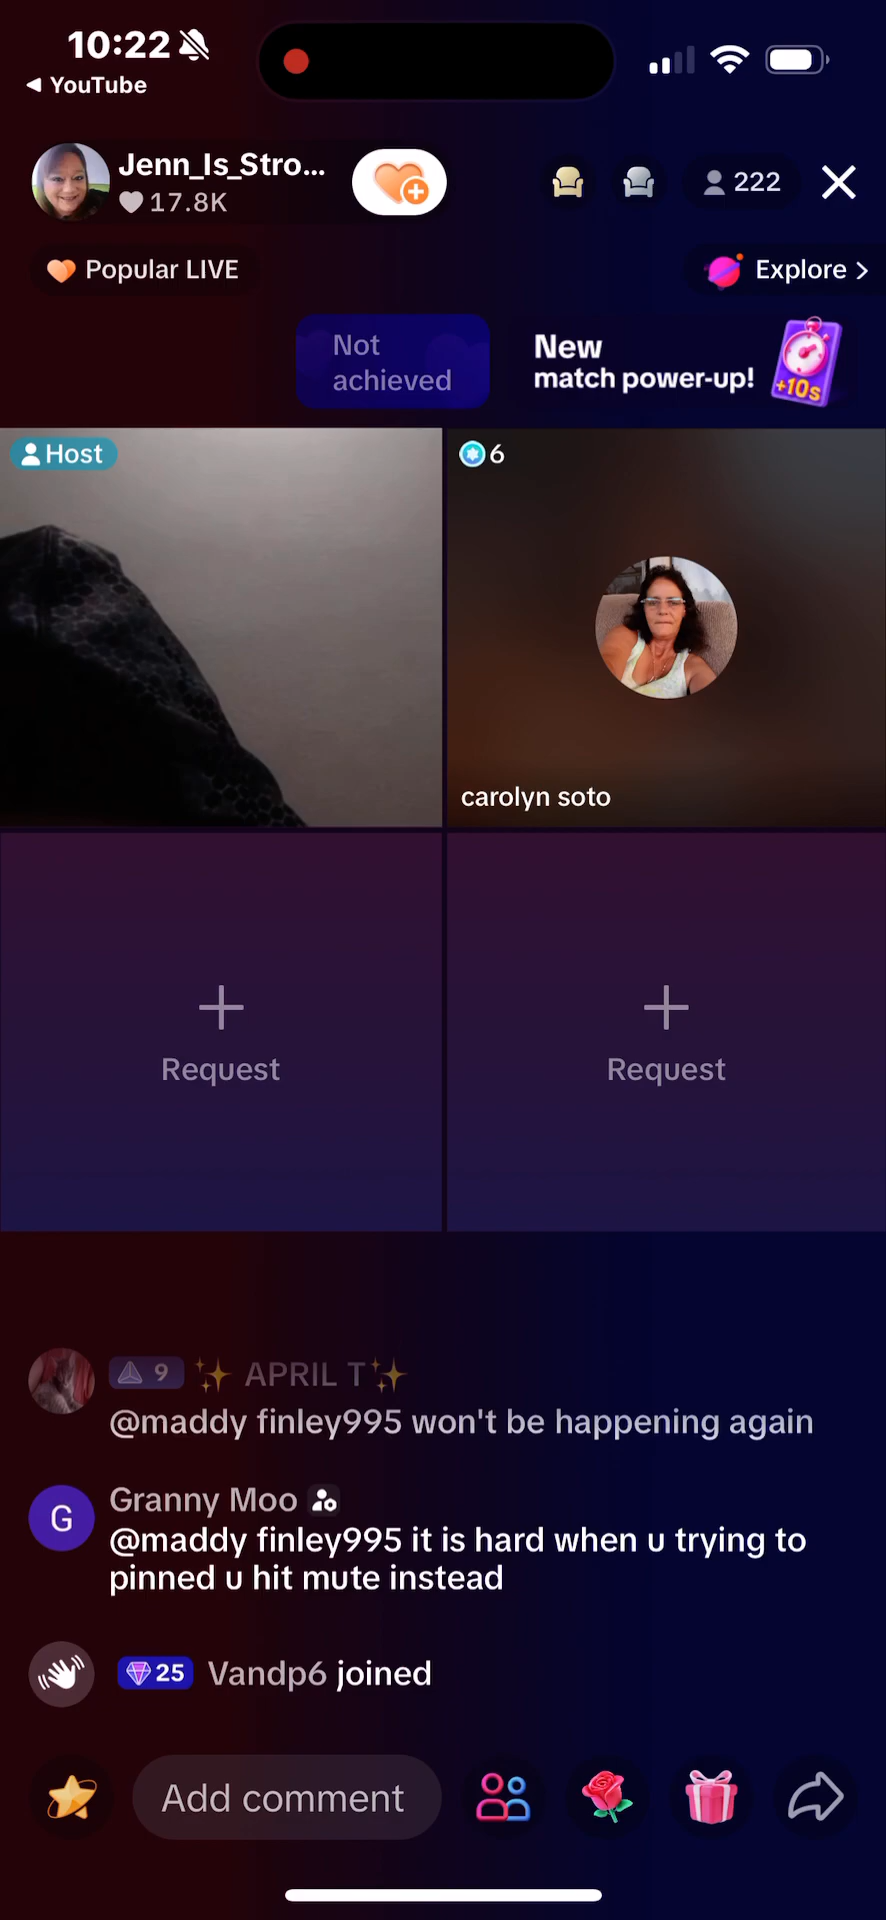 10:22
◀ YouTube
Jenn_Is_Stro...
17.8K
222
Popular LIVE
Explore >
Not
achieved
New
match power-up!
+10s
Host
6
carolyn soto
+
Request
+
Request
9 ✨ APRIL T✨
@maddy finley995 won't be happening again
G
Granny Moo
@maddy finley995 it is hard when u trying to
pinned u hit mute instead
25 Vandp6 joined
Add comment